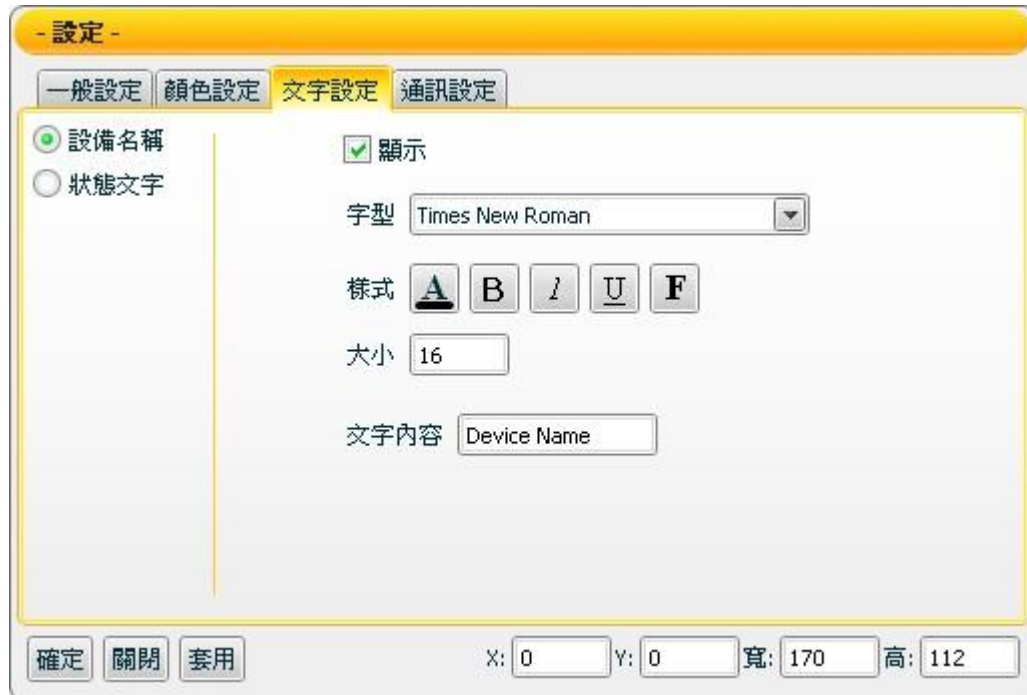 - 設定 -
一般設定 顏色設定 文字設定 通訊設定
設備名稱
狀態文字
顯示
字型 Times New Roman
樣式 A B I U F
大小 16
文字內容 Device Name
確定 關閉 套用 X: 0 Y: 0 寬: 170 高: 112